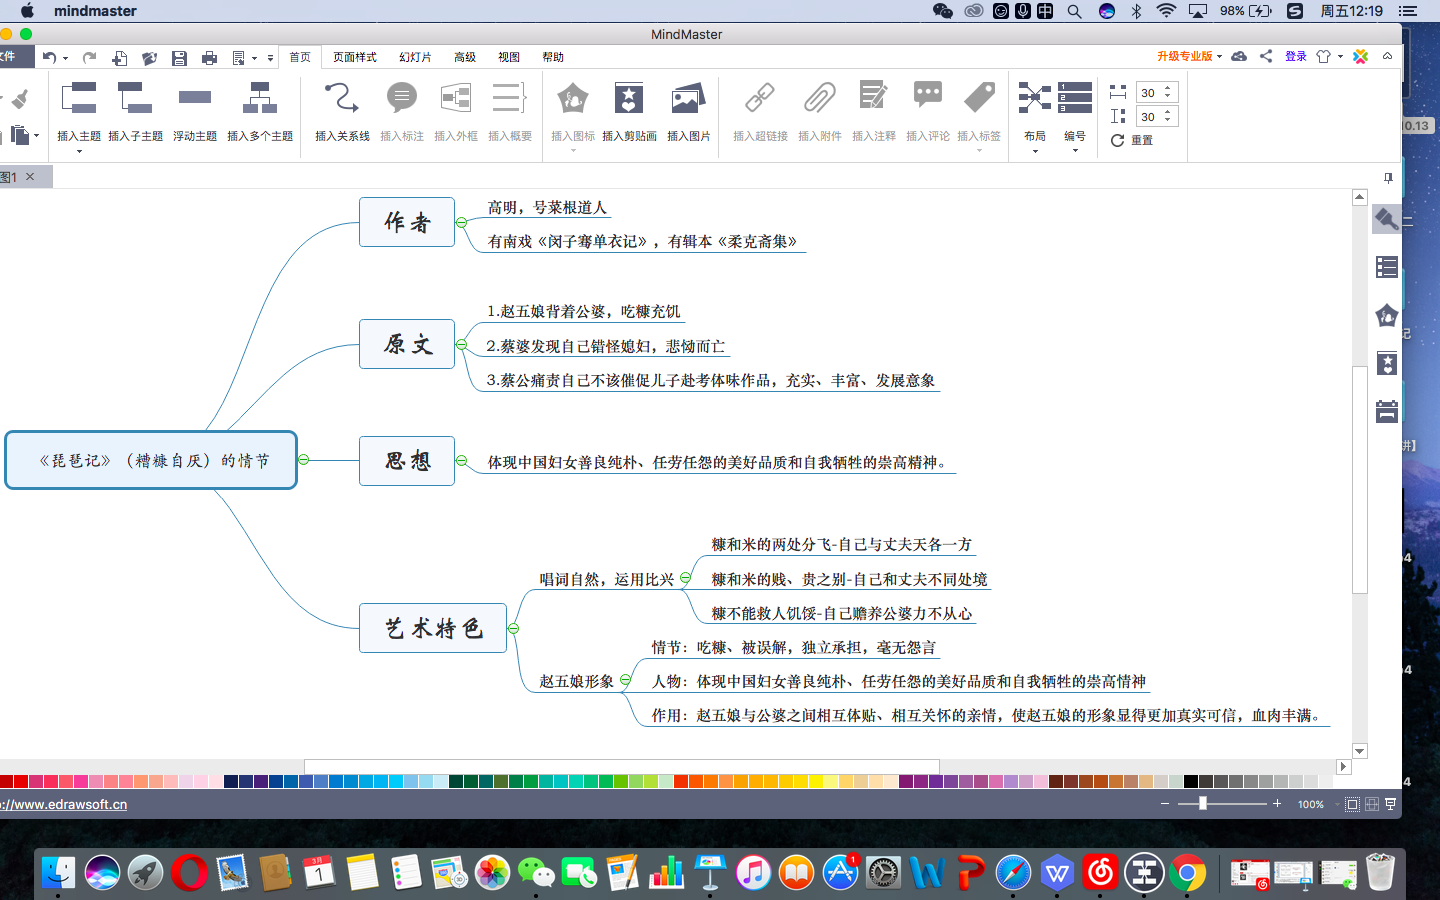 mindmaster
98%
周五12:19
MindMaster
文件
首页
页面样式
幻灯片
高级
视图
帮助
升级专业版
登录
插入主题
插入子主题
浮动主题
插入多个主题
插入关系线
插入标注
插入外框
插入概要
插入图标
插入剪贴画
插入图片
插入超链接
插入附件
插入注释
插入评论
插入标签
布局
编号
30
30
重置
图1
作者
高明，号菜根道人
有南戏《闵子骞单衣记》，有辑本《柔克斋集》
原文
1.赵五娘背着公婆，吃糠充饥
2.蔡婆发现自己错怪媳妇，悲恸而亡
3.蔡公痛责自己不该催促儿子赴考体味作品，充实、丰富、发展意象
《琵琶记》（糟糠自厌）的情节
思想
体现中国妇女善良纯朴、任劳任怨的美好品质和自我牺牲的崇高精神。
艺术特色
唱词自然，运用比兴
糠和米的两处分飞-自己与丈夫天各一方
糠和米的贱、贵之别-自己和丈夫不同处境
糠不能救人饥馁-自己赡养公婆力不从心
赵五娘形象
情节：吃糠、被误解，独立承担，毫无怨言
人物：体现中国妇女善良纯朴、任劳任怨的美好品质和自我牺牲的崇高情神
作用：赵五娘与公婆之间相互体贴、相互关怀的亲情，使赵五娘的形象显得更加真实可信，血肉丰满。
://www.edrawsoft.cn
100%
3月
1
1